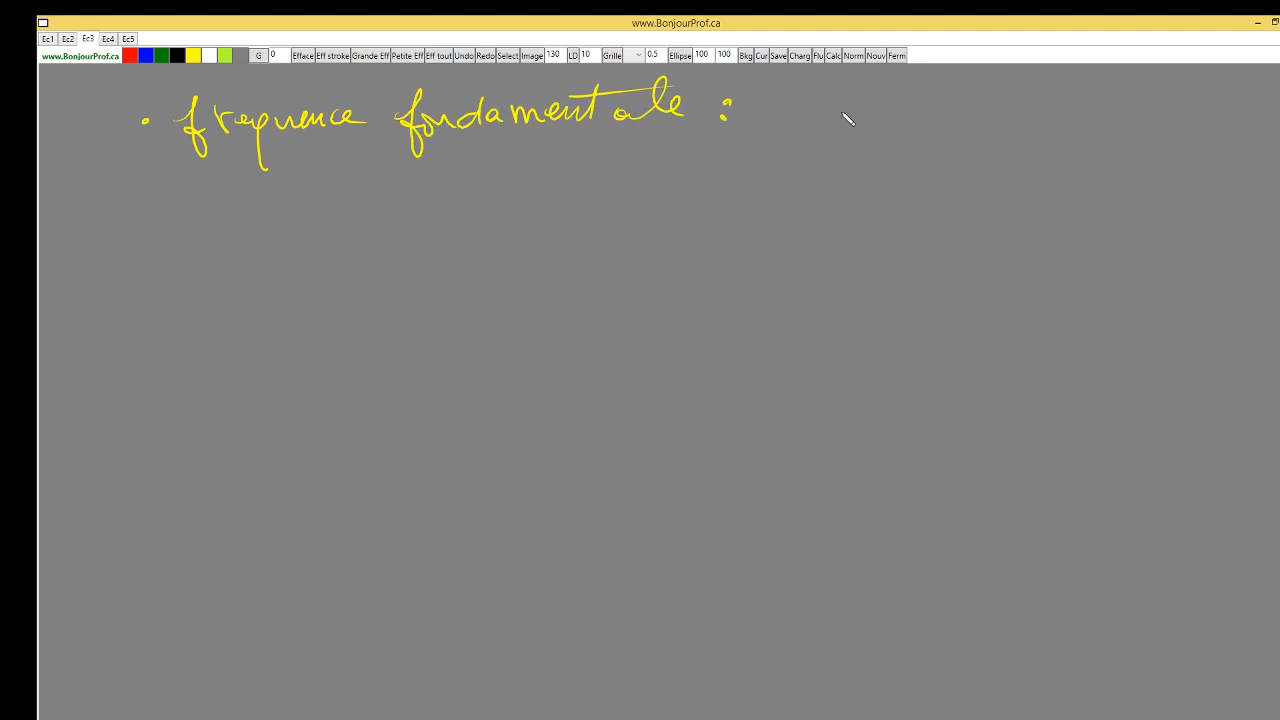 www.BonjourProf.ca
Ec1 Ec2 Ec3 Ec4 Ec5
www.BonjourProf.ca G 0 Efface Eff stroke Grande Eff Petite Eff Eff tout Undo Redo Select Image 130 LD 10 Grille 0.5 Ellipse 100 100 Bkg Cur Save Charg Flu Calc Norm Nouv Ferm
. frequence fondamentale :